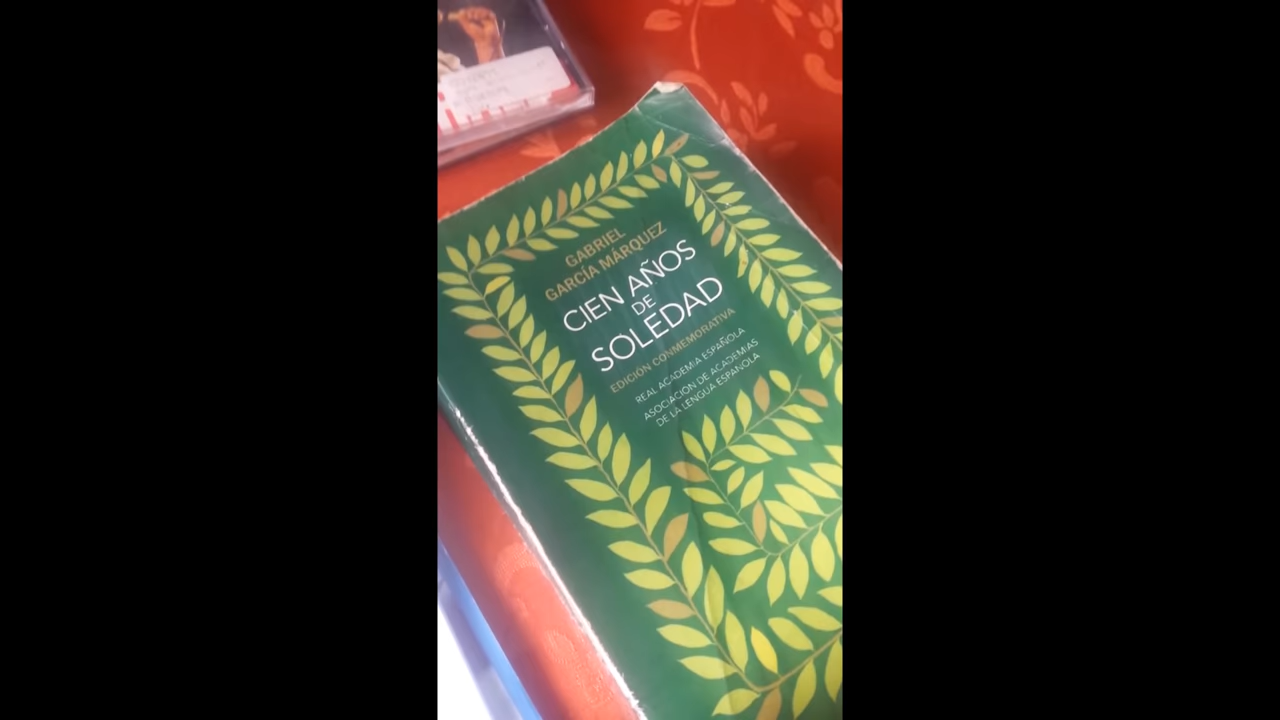 GABRIEL
GARCÍA MÁRQUEZ
CIEN AÑOS
DE
SOLEDAD
EDICIÓN CONMEMORATIVA
REAL ACADEMIA ESPAÑOLA
ASOCIACIÓN DE ACADEMIAS
DE LA LENGUA ESPAÑOLA